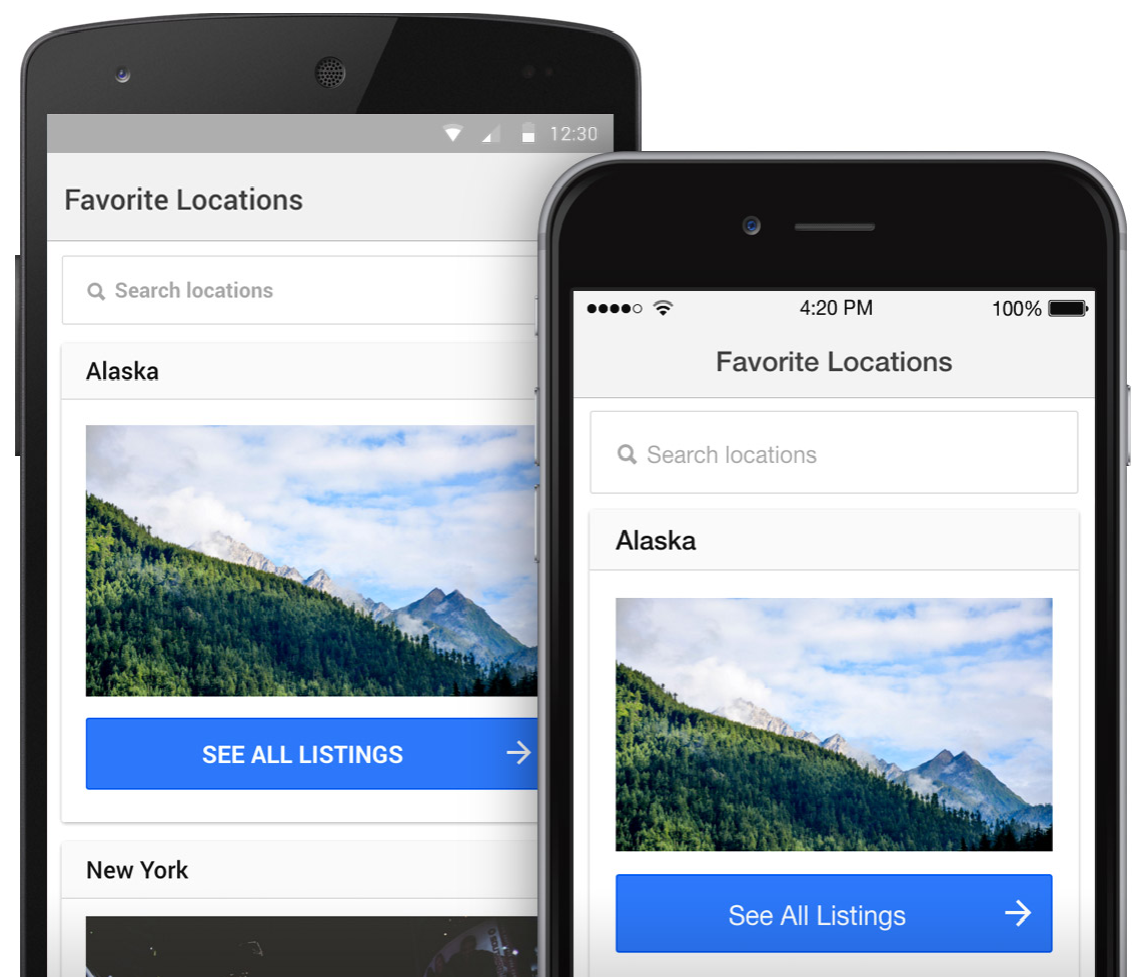 12:30
Favorite Locations
Search locations
Alaska
SEE ALL LISTINGS
New York
4:20 PM
100%
Favorite Locations
Search locations
Alaska
See All Listings